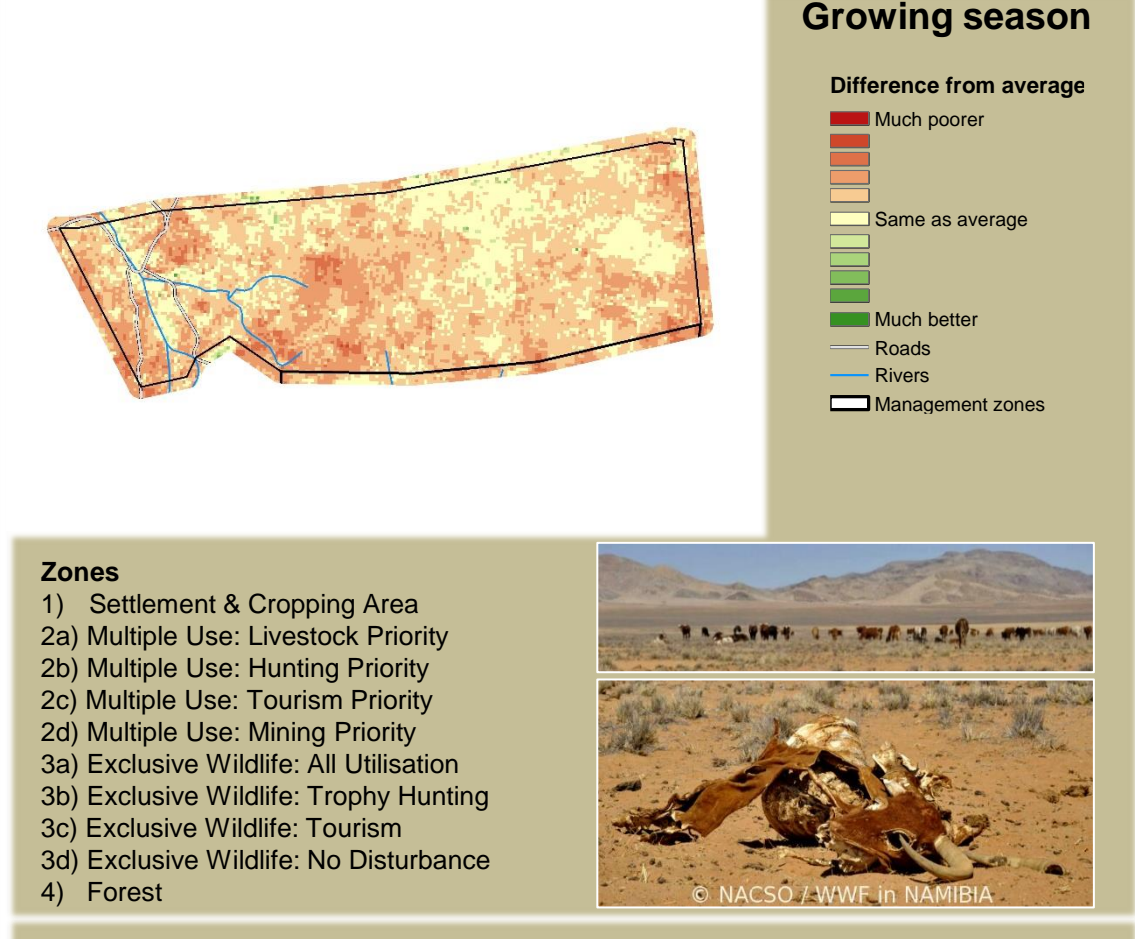 Growing season
Difference from average
Much poorer
Same as average
Much better
Roads
Rivers
Management zones
Zones
1) Settlement & Cropping Area
2a) Multiple Use: Livestock Priority
2b) Multiple Use: Hunting Priority
2c) Multiple Use: Tourism Priority
2d) Multiple Use: Mining Priority
3a) Exclusive Wildlife: All Utilisation
3b) Exclusive Wildlife: Trophy Hunting
3c) Exclusive Wildlife: Tourism
3d) Exclusive Wildlife: No Disturbance
4) Forest
© NACSO / WWF in NAMIBIA